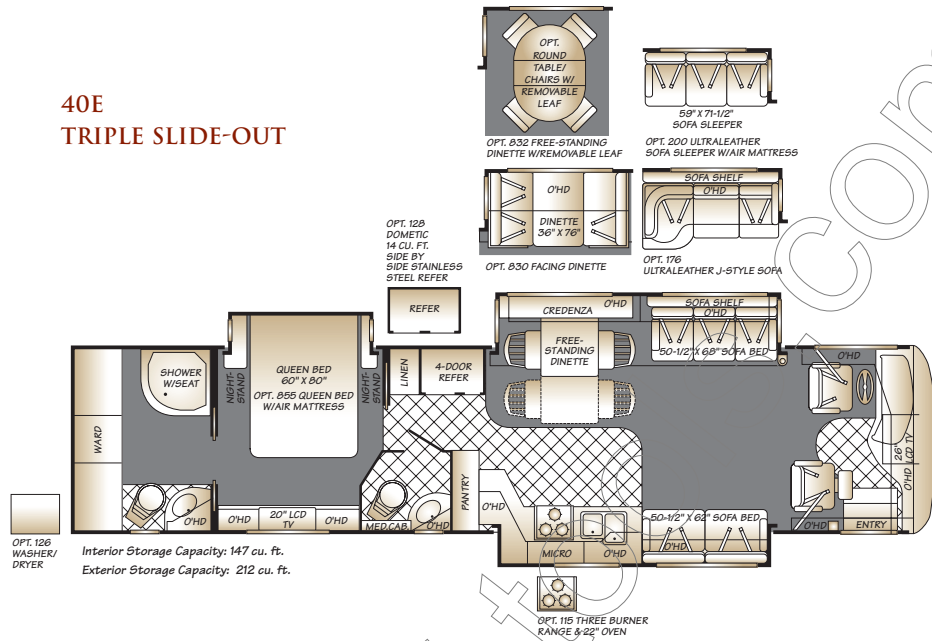 40E
TRIPLE SLIDE-OUT
OPT.
ROUND
TABLE/
CHAIRS W/
REMOVABLE
LEAF
OPT. 832 FREE-STANDING
DINETTE W/REMOVABLE LEAF
59" X 71-1/2"
SOFA SLEEPER
OPT. 200 ULTRALEATHER
SOFA SLEEPER W/AIR MATTRESS
O'HD
DINETTE
36" X 76"
OPT. 830 FACING DINETTE
SOFA SHELF
O'HD
OPT. 176
ULTRALEATHER J-STYLE SOFA
OPT. 128
DOMETIC
14 CU. FT.
SIDE BY
SIDE STAINLESS
STEEL REFER
REFER
WARD
SHOWER
W/SEAT
O'HD
NIGHT-
STAND
QUEEN BED
60" X 80"
OPT. 855 QUEEN BED
W/AIR MATTRESS
NIGHT-
STAND
O'HD
20" LCD
TV
O'HD
LINEN
4-DOOR
REFER
MED.CAB.
O'HD
PANTRY
O'HD
CREDENZA
O'HD
FREE-
STANDING
DINETTE
SOFA SHELF
O'HD
50-1/2" X 68" SOFA BED
MICRO
O'HD
50-1/2" X 62" SOFA BED
O'HD
O'HD
26"
LCD TV
O'HD
O'HD
ENTRY
OPT. 126
WASHER/
DRYER
Interior Storage Capacity: 147 cu. ft.
Exterior Storage Capacity: 212 cu. ft.
OPT. 115 THREE BURNER
RANGE & 22" OVEN